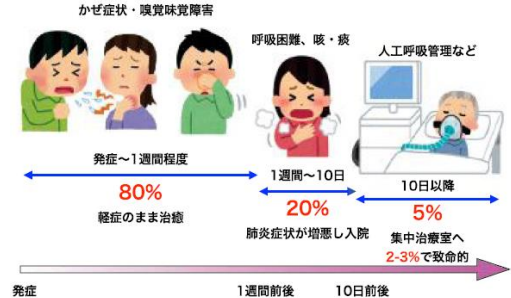 かぜ症状・嗅覚味覚障害
呼吸困難、咳・痰
人工呼吸管理など
発症〜1週間程度
80%
軽症のまま治癒
1週間〜10日
20%
肺炎症状が増悪し入院
10日以降
5%
集中治療室へ
2-3%で致命的
発症
1週間前後
10日前後